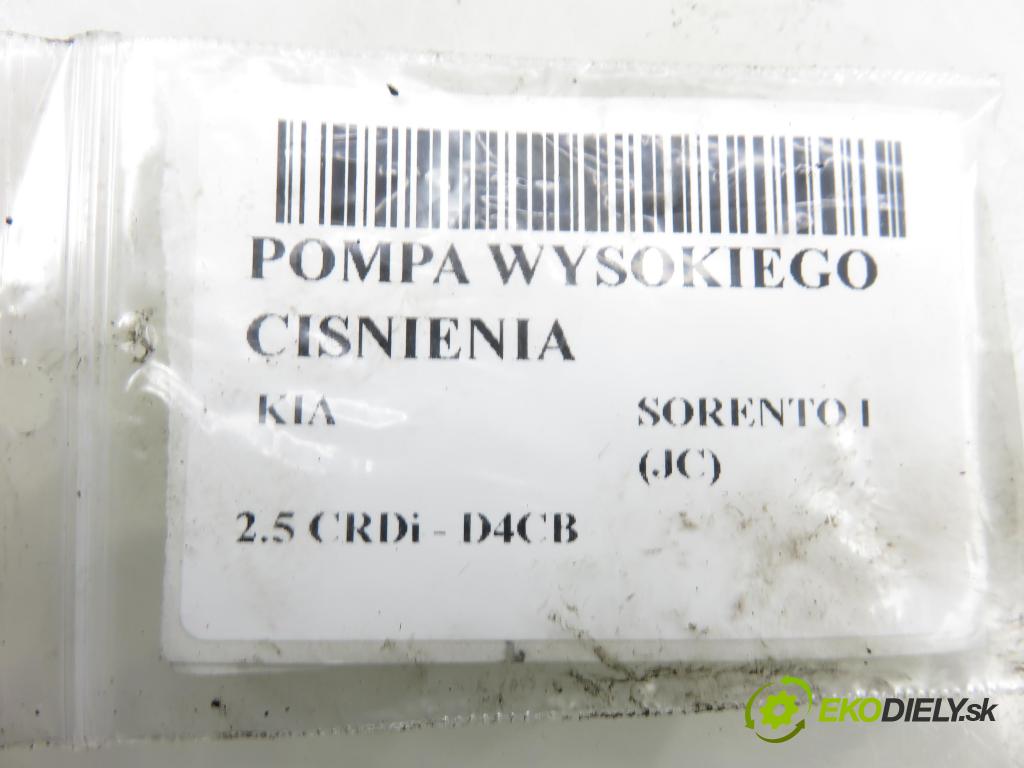 POMPA WYSOKIEGO
CISNIENIA
KIA SORENTO I
(JC)
2.5 CRDi - D4CB
EKODIELY.sk